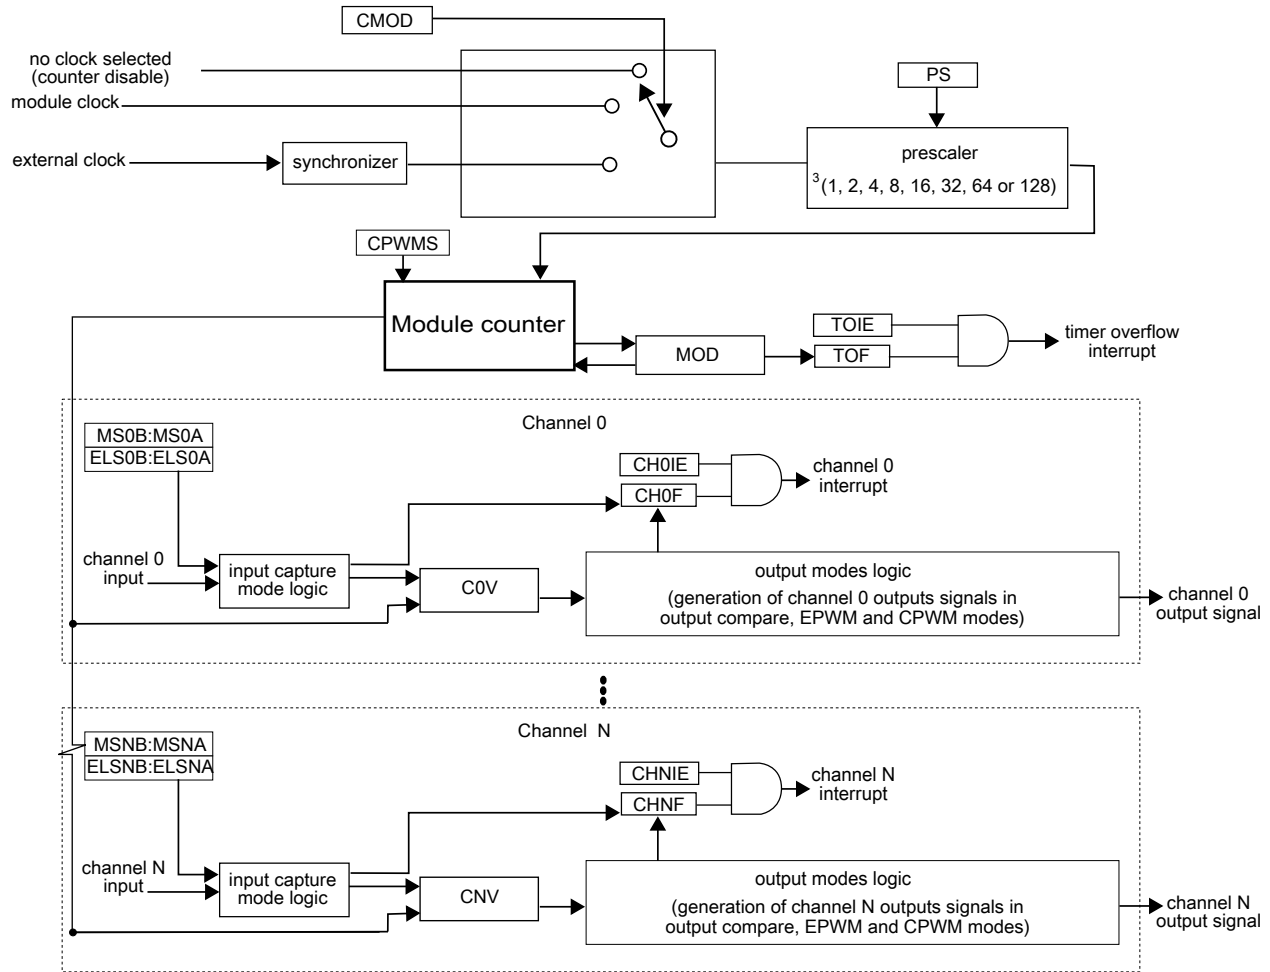 CMOD
no clock selected
(counter disable)
module clock
PS
external clock
synchronizer
prescaler
3 (1, 2, 4, 8, 16, 32, 64 or 128)
CPWMS
Module counter
MOD
TOIE
TOF
timer overflow
interrupt
Channel 0
MS0B:MS0A
ELS0B:ELS0A
CH0IE
CH0F
channel 0
interrupt
channel 0
input
input capture
mode logic
C0V
output modes logic
(generation of channel 0 outputs signals in
output compare, EPWM and CPWM modes)
channel 0
output signal
Channel N
MSNB:MSNA
ELSNB:ELSNA
CHNIE
CHNF
channel N
interrupt
channel N
input
input capture
mode logic
CNV
output modes logic
(generation of channel N outputs signals in
output compare, EPWM and CPWM modes)
channel N
output signal